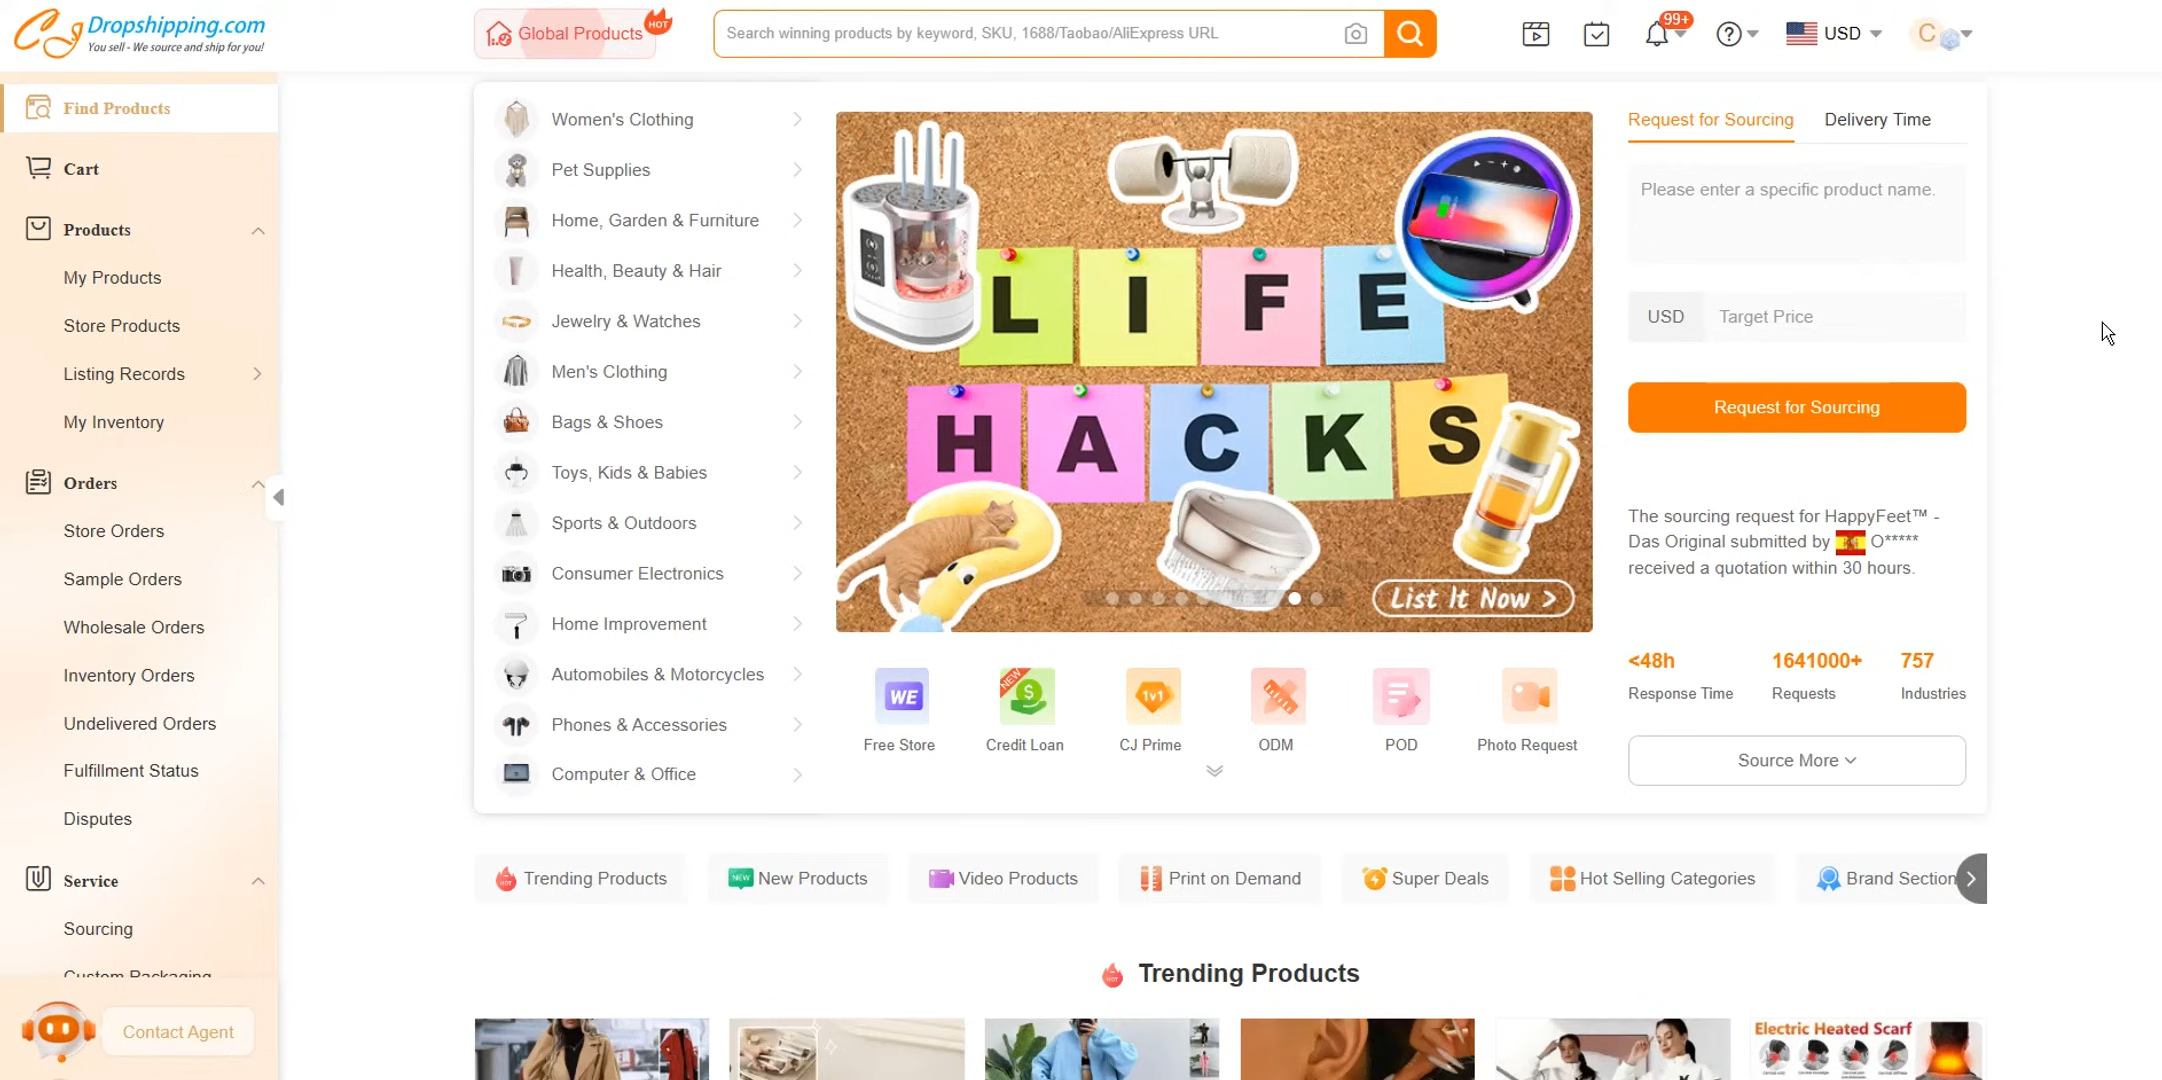 CJ Dropshipping.com
You sell - We source and ship for you!
Global Products
HOT
Search winning products by keyword, SKU, 1688/Taobao/AliExpress URL
99+
USD
C
Find Products
Cart
Products
My Products
Store Products
Listing Records
My Inventory
Orders
Store Orders
Sample Orders
Wholesale Orders
Inventory Orders
Undelivered Orders
Fulfillment Status
Disputes
Service
Sourcing
Custom Packaging
Contact Agent
Women's Clothing
Pet Supplies
Home, Garden & Furniture
Health, Beauty & Hair
Jewelry & Watches
Men's Clothing
Bags & Shoes
Toys, Kids & Babies
Sports & Outdoors
Consumer Electronics
Home Improvement
Automobiles & Motorcycles
Phones & Accessories
Computer & Office
LIFE
HACKS
List It Now >
WE
Free Store
NEW
Credit Loan
1v1
CJ Prime
ODM
POD
Photo Request
Request for Sourcing
Delivery Time
Please enter a specific product name.
USD
Target Price
Request for Sourcing
The sourcing request for HappyFeet™ -
Das Original submitted by O*****
received a quotation within 30 hours.
<48h
1641000+
757
Response Time
Requests
Industries
Source More
HOT
Trending Products
NEW
New Products
Video Products
Print on Demand
Super Deals
Hot Selling Categories
Brand Section
HOT
Trending Products
Electric Heated Scarf